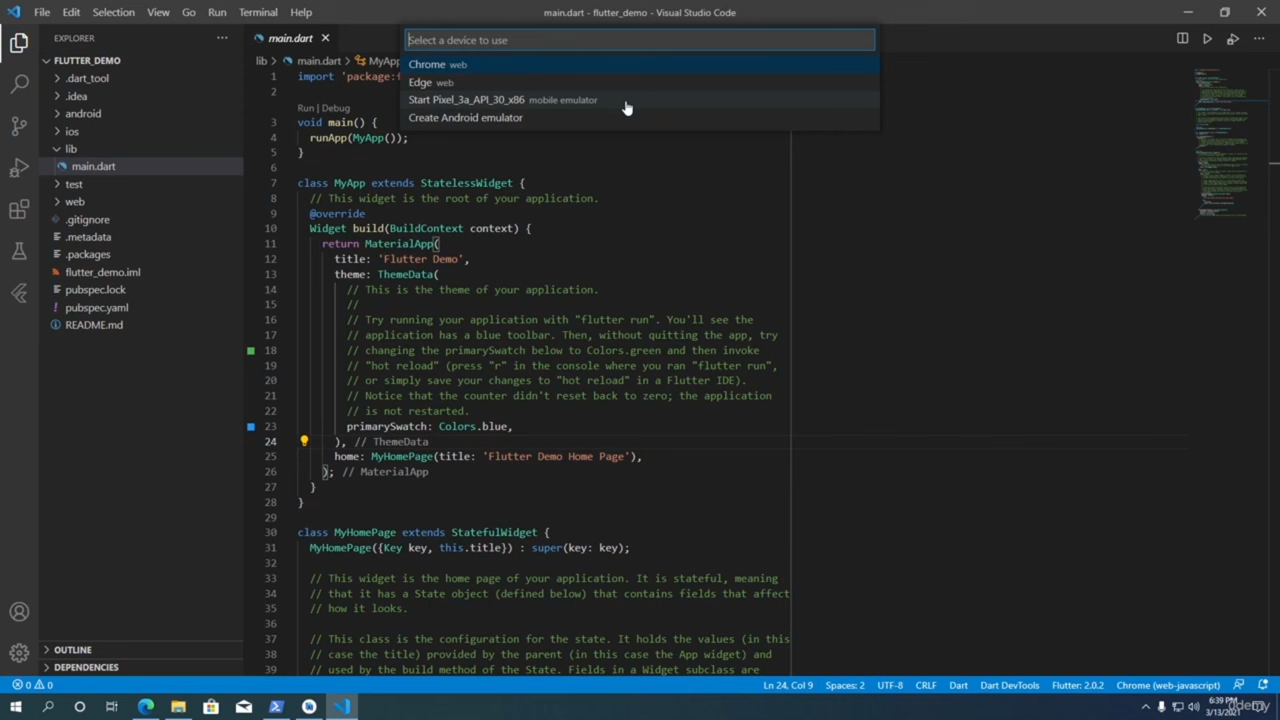 File Edit Selection View Go Run Terminal Help
main.dart - flutter_demo - Visual Studio Code
EXPLORER
FLUTTER_DEMO
.dart_tool
.idea
android
ios
lib
main.dart
test
web
.gitignore
.metadata
.packages
flutter_demo.iml
pubspec.lock
pubspec.yaml
README.md
OUTLINE
DEPENDENCIES
main.dart
lib > main.dart > MyApp
Select a device to use
Chrome web
Edge web
Start Pixel_3a_API_30_x86 mobile emulator
Create Android emulator
1 import 'package:f
2
Run | Debug
3 void main() {
4 runApp(MyApp());
5 }
6
7 class MyApp extends StatelessWidget {
8 // This widget is the root of your application.
9 @override
10 Widget build(BuildContext context) {
11 return MaterialApp(
12 title: 'Flutter Demo',
13 theme: ThemeData(
14 // This is the theme of your application.
15 //
16 // Try running your application with "flutter run". You'll see the
17 // application has a blue toolbar. Then, without quitting the app, try
18 // changing the primarySwatch below to Colors.green and then invoke
19 // "hot reload" (press "r" in the console where you ran "flutter run",
20 // or simply save your changes to "hot reload" in a Flutter IDE).
21 // Notice that the counter didn't reset back to zero; the application
22 // is not restarted.
23 primarySwatch: Colors.blue,
24 ), // ThemeData
25 home: MyHomePage(title: 'Flutter Demo Home Page'),
26 ); // MaterialApp
27 }
28 }
29
30 class MyHomePage extends StatefulWidget {
31 MyHomePage({Key key, this.title}) : super(key: key);
32
33 // This widget is the home page of your application. It is stateful, meaning
34 // that it has a State object (defined below) that contains fields that affect
35 // how it looks.
36
37 // This class is the configuration for the state. It holds the values (in this
38 // case the title) provided by the parent (in this case the App widget) and
39 // used by the build method of the State. Fields in a Widget subclass are
0 0 Ln 24, Col 9 Spaces: 2 UTF-8 CRLF Dart Dart DevTools Flutter: 2.0.2 Chrome (web-javascript)
6:39 PM
3/13/2021
Udemy